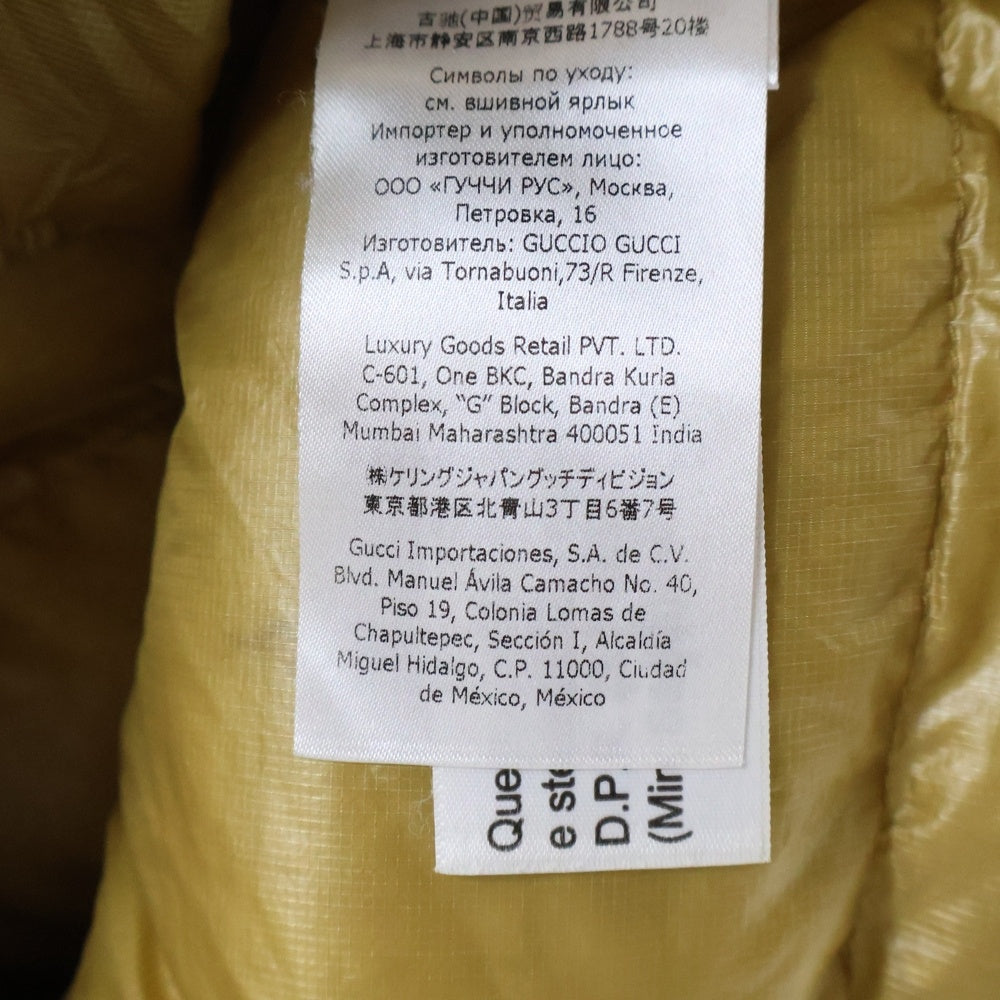 古驰(中国)贸易有限公司
上海市静安区南京西路1788号20楼
Символы по уходу:
см. вшивной ярлык
Импортер и уполномоченное
изготовителем лицо:
ООО «ГУЧЧИ РУС», Москва,
Петровка, 16
Изготовитель: GUCCIO GUCCI
S.p.A, via Tornabuoni,73/R Firenze,
Italia
Luxury Goods Retail PVT. LTD.
C-601, One BKC, Bandra Kurla
Complex, “G” Block, Bandra (E)
Mumbai Maharashtra 400051 India
㈱ケリングジャパングッチディビジョン
東京都港区北青山3丁目6番7号
Gucci Importaciones, S.A. de C.V.
Blvd. Manuel Ávila Camacho No. 40,
Piso 19, Colonia Lomas de
Chapultepec, Sección I, Alcaldía
Miguel Hidalgo, C.P. 11000, Ciudad
de México, México
Que
e ste
D.P.
(Mir